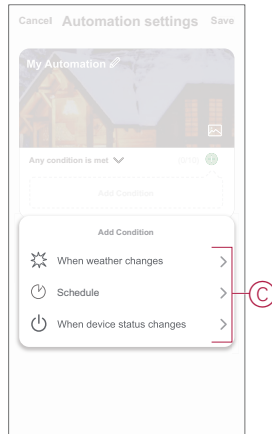 Cancel Automation settings Save
My Automation
Any condition is met
Add Condition
Add Condition
When weather changes
Schedule
When device status changes
C